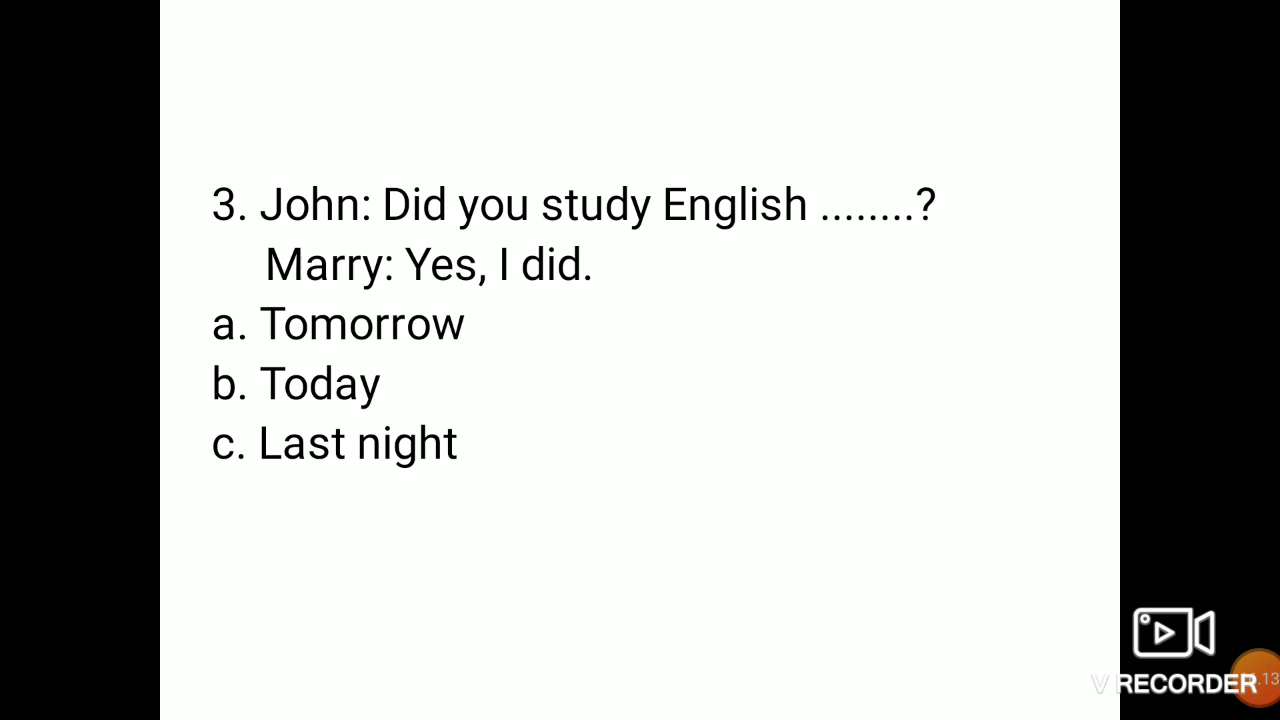 3. John: Did you study English ........?
Marry: Yes, I did.
a. Tomorrow
b. Today
c. Last night
V RECORDER